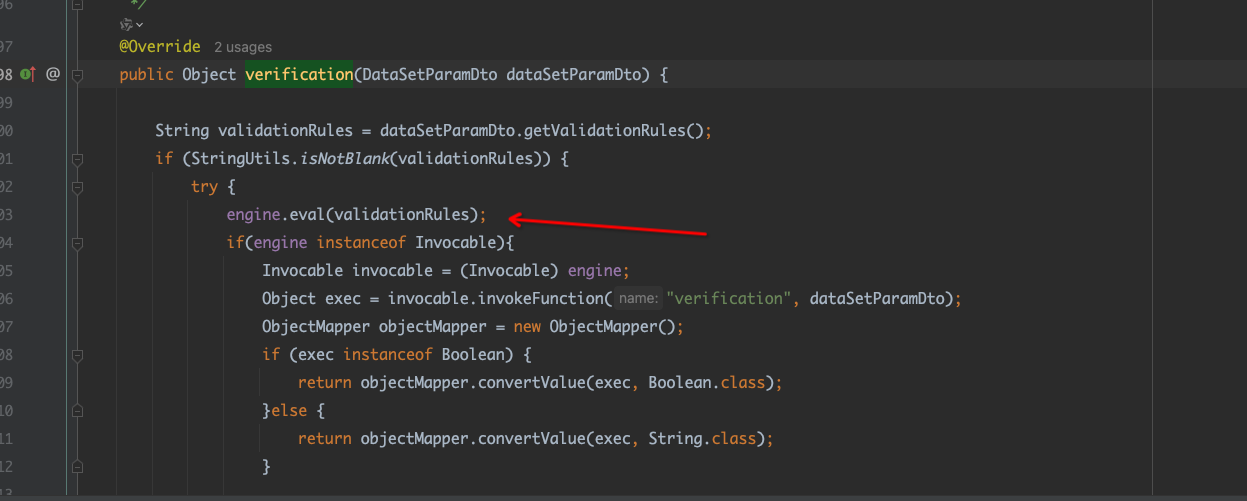 96 */
97 @Override 2 usages
98 @ public Object verification(DataSetParamDto dataSetParamDto) {
99
00 String validationRules = dataSetParamDto.getValidationRules();
01 if (StringUtils.isNotBlank(validationRules)) {
02 try {
03 engine.eval(validationRules);
04 if(engine instanceof Invocable){
05 Invocable invocable = (Invocable) engine;
06 Object exec = invocable.invokeFunction( name: "verification", dataSetParamDto);
07 ObjectMapper objectMapper = new ObjectMapper();
08 if (exec instanceof Boolean) {
09 return objectMapper.convertValue(exec, Boolean.class);
10 }else {
11 return objectMapper.convertValue(exec, String.class);
12 }
13